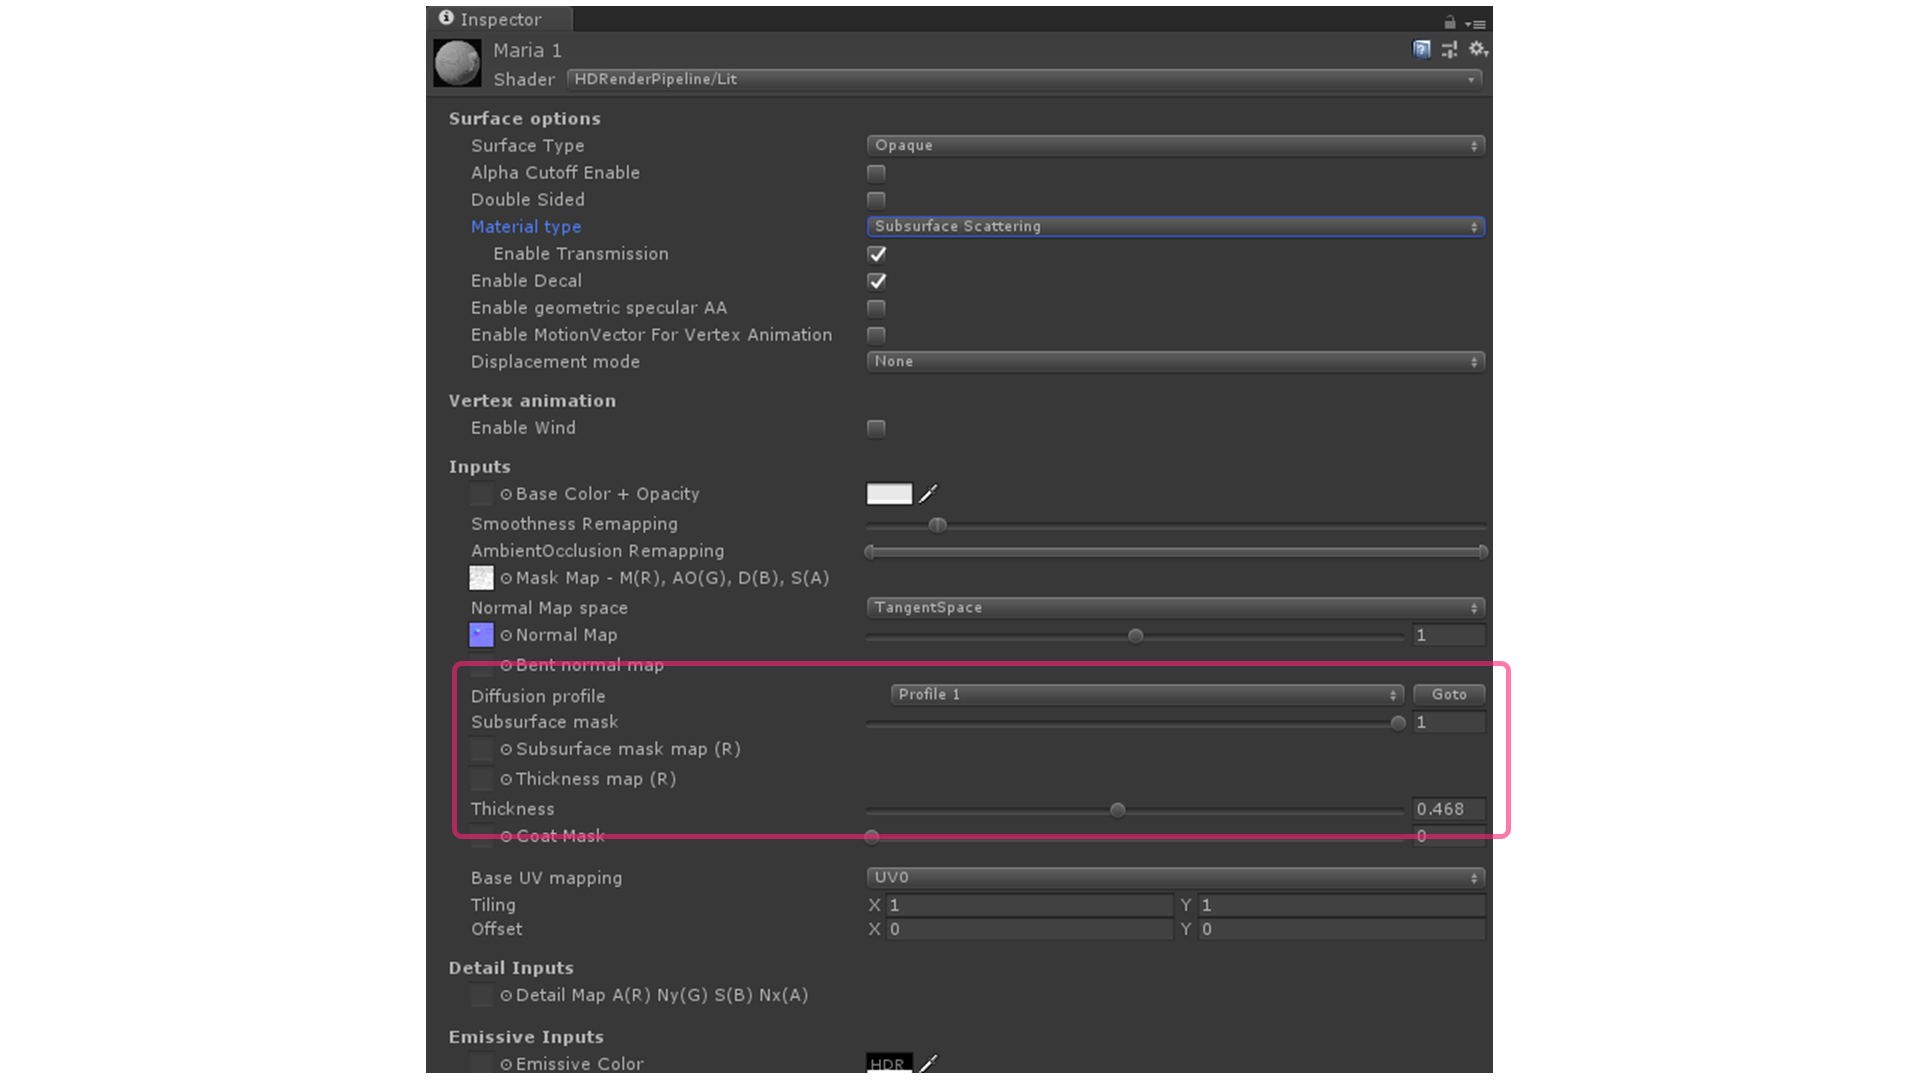 Inspector
Maria 1
Shader HDRenderPipeline/Lit
Surface options
Surface Type Opaque
Alpha Cutoff Enable
Double Sided
Material type Subsurface Scattering
Enable Transmission
Enable Decal
Enable geometric specular AA
Enable MotionVector For Vertex Animation
Displacement mode None
Vertex animation
Enable Wind
Inputs
Base Color + Opacity
Smoothness Remapping
AmbientOcclusion Remapping
Mask Map - M(R), AO(G), D(B), S(A)
Normal Map space TangentSpace
Normal Map 1
Bent normal map
Diffusion profile Profile 1 Goto
Subsurface mask 1
Subsurface mask map (R)
Thickness map (R)
Thickness 0.468
Coat Mask 0
Base UV mapping UV0
Tiling X 1 Y 1
Offset X 0 Y 0
Detail Inputs
Detail Map A(R) Ny(G) S(B) Nx(A)
Emissive Inputs
Emissive Color HDR